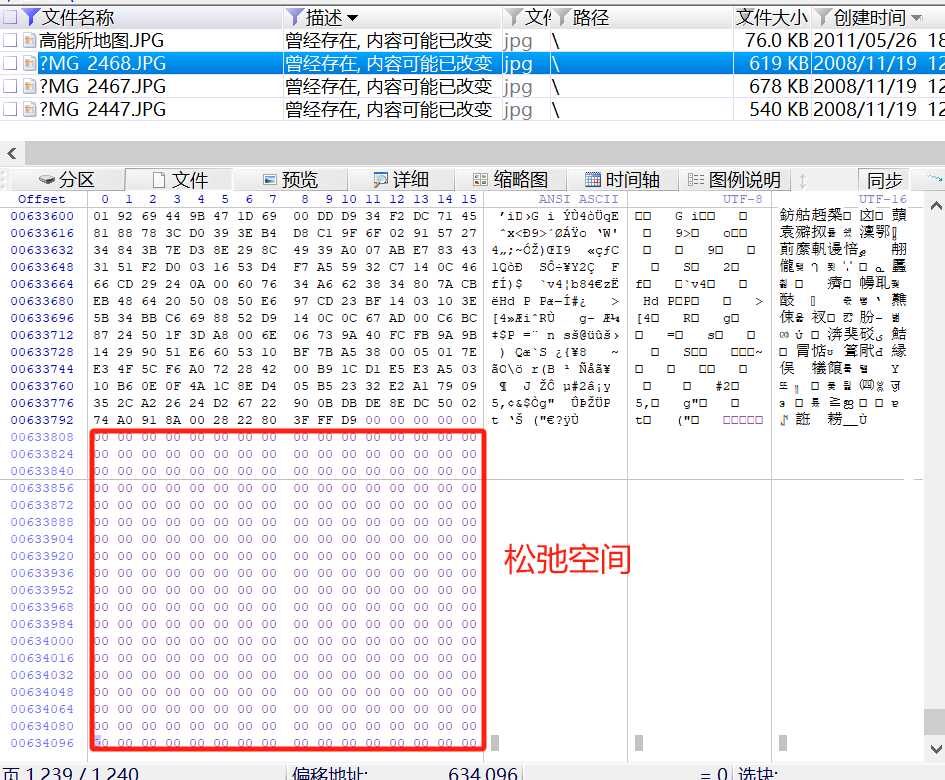 文件名称 描述 文件 路径 文件大小 创建时间
高能所地图.JPG 曾经存在, 内容可能已改变 jpg \ 76.0 KB 2011/05/26 18
?MG_2468.JPG 曾经存在, 内容可能已改变 jpg \ 619 KB 2008/11/19 12
?MG_2467.JPG 曾经存在, 内容可能已改变 jpg \ 678 KB 2008/11/19 12
?MG_2447.JPG 曾经存在, 内容可能已改变 jpg \ 540 KB 2008/11/19 12
分区 文件 预览 详细 缩略图 时间轴 图例说明 同步
Offset 0 1 2 3 4 5 6 7 8 9 10 11 12 13 14 15 ANSI ASCII UTF-8 UTF-16
00633600 01 92 69 44 9B 47 1D 69 00 DD D9 34 F2 DC 71 45
00633616 81 88 78 3C D0 39 3E B4 D8 C1 9F 6F 02 91 57 27
00633632 34 84 3B 7E D3 8E 29 8C 49 39 A0 07 AB E7 83 43
00633648 31 51 F2 D0 03 16 53 D4 F7 A5 59 32 C7 14 0C 46
00633664 66 CD 29 24 0A 00 60 76 34 A6 62 38 34 80 7A CB
00633680 EB 48 64 20 50 08 50 E6 97 CD 23 BF 14 03 10 3E
00633696 5B 34 BB C6 69 88 52 D9 14 0C 0C 67 AD 00 C6 BC
00633712 87 24 50 1F 3D A8 00 6E 06 73 9A 40 FC FB 9A 9B
00633728 14 29 90 51 E6 60 53 10 BF 7B A5 38 00 05 01 7E
00633744 E3 4F 5C F6 A0 72 28 42 00 B9 1C D1 E5 E3 A5 03
00633760 10 B6 0E 0F 4A 1C 8E D4 05 B5 23 32 E2 A1 79 09
00633776 35 2C A2 26 24 D2 67 22 90 0B DB DE 8E DC 50 02
00633792 74 A0 91 8A 00 28 22 80 3F FF D9 00 00 00 00 00
00633808 00 00 00 00 00 00 00 00 00 00 00 00 00 00 00 00
00633824 00 00 00 00 00 00 00 00 00 00 00 00 00 00 00 00
00633840 00 00 00 00 00 00 00 00 00 00 00 00 00 00 00 00
00633856 00 00 00 00 00 00 00 00 00 00 00 00 00 00 00 00
00633872 00 00 00 00 00 00 00 00 00 00 00 00 00 00 00 00
00633888 00 00 00 00 00 00 00 00 00 00 00 00 00 00 00 00
00633904 00 00 00 00 00 00 00 00 00 00 00 00 00 00 00 00
00633920 00 00 00 00 00 00 00 00 00 00 00 00 00 00 00 00
松弛空间
00633936 00 00 00 00 00 00 00 00 00 00 00 00 00 00 00 00
00633952 00 00 00 00 00 00 00 00 00 00 00 00 00 00 00 00
00633968 00 00 00 00 00 00 00 00 00 00 00 00 00 00 00 00
00633984 00 00 00 00 00 00 00 00 00 00 00 00 00 00 00 00
00634000 00 00 00 00 00 00 00 00 00 00 00 00 00 00 00 00
00634016 00 00 00 00 00 00 00 00 00 00 00 00 00 00 00 00
00634032 00 00 00 00 00 00 00 00 00 00 00 00 00 00 00 00
00634048 00 00 00 00 00 00 00 00 00 00 00 00 00 00 00 00
00634064 00 00 00 00 00 00 00 00 00 00 00 00 00 00 00 00
00634080 00 00 00 00 00 00 00 00 00 00 00 00 00 00 00 00
00634096 00 00 00 00 00 00 00 00 00 00 00 00 00 00 00 00
页 1,239 / 1,240 偏移地址: 634,096 = 0 选块: